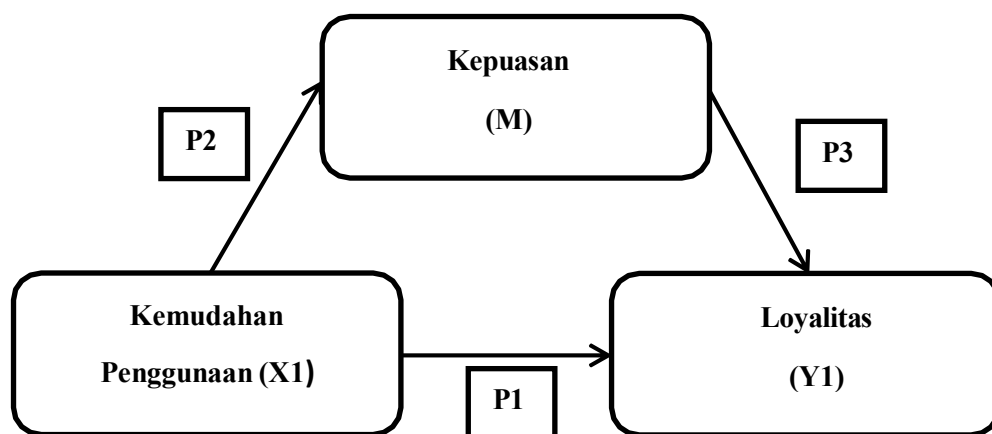 Kepuasan
(M)
P2
P3
Kemudahan
Penggunaan (X1)
Loyalitas
(Y1)
P1